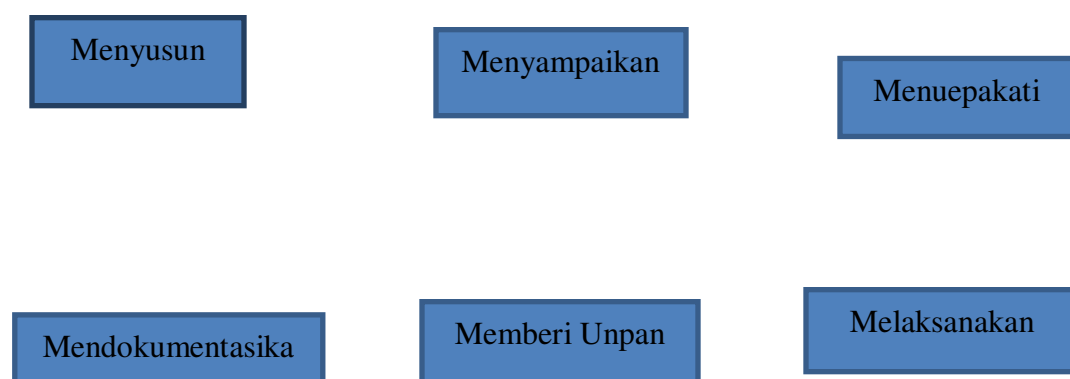 Menyusun
Menyampaikan
Menuepakati
Mendokumentasika
Memberi Unpan
Melaksanakan